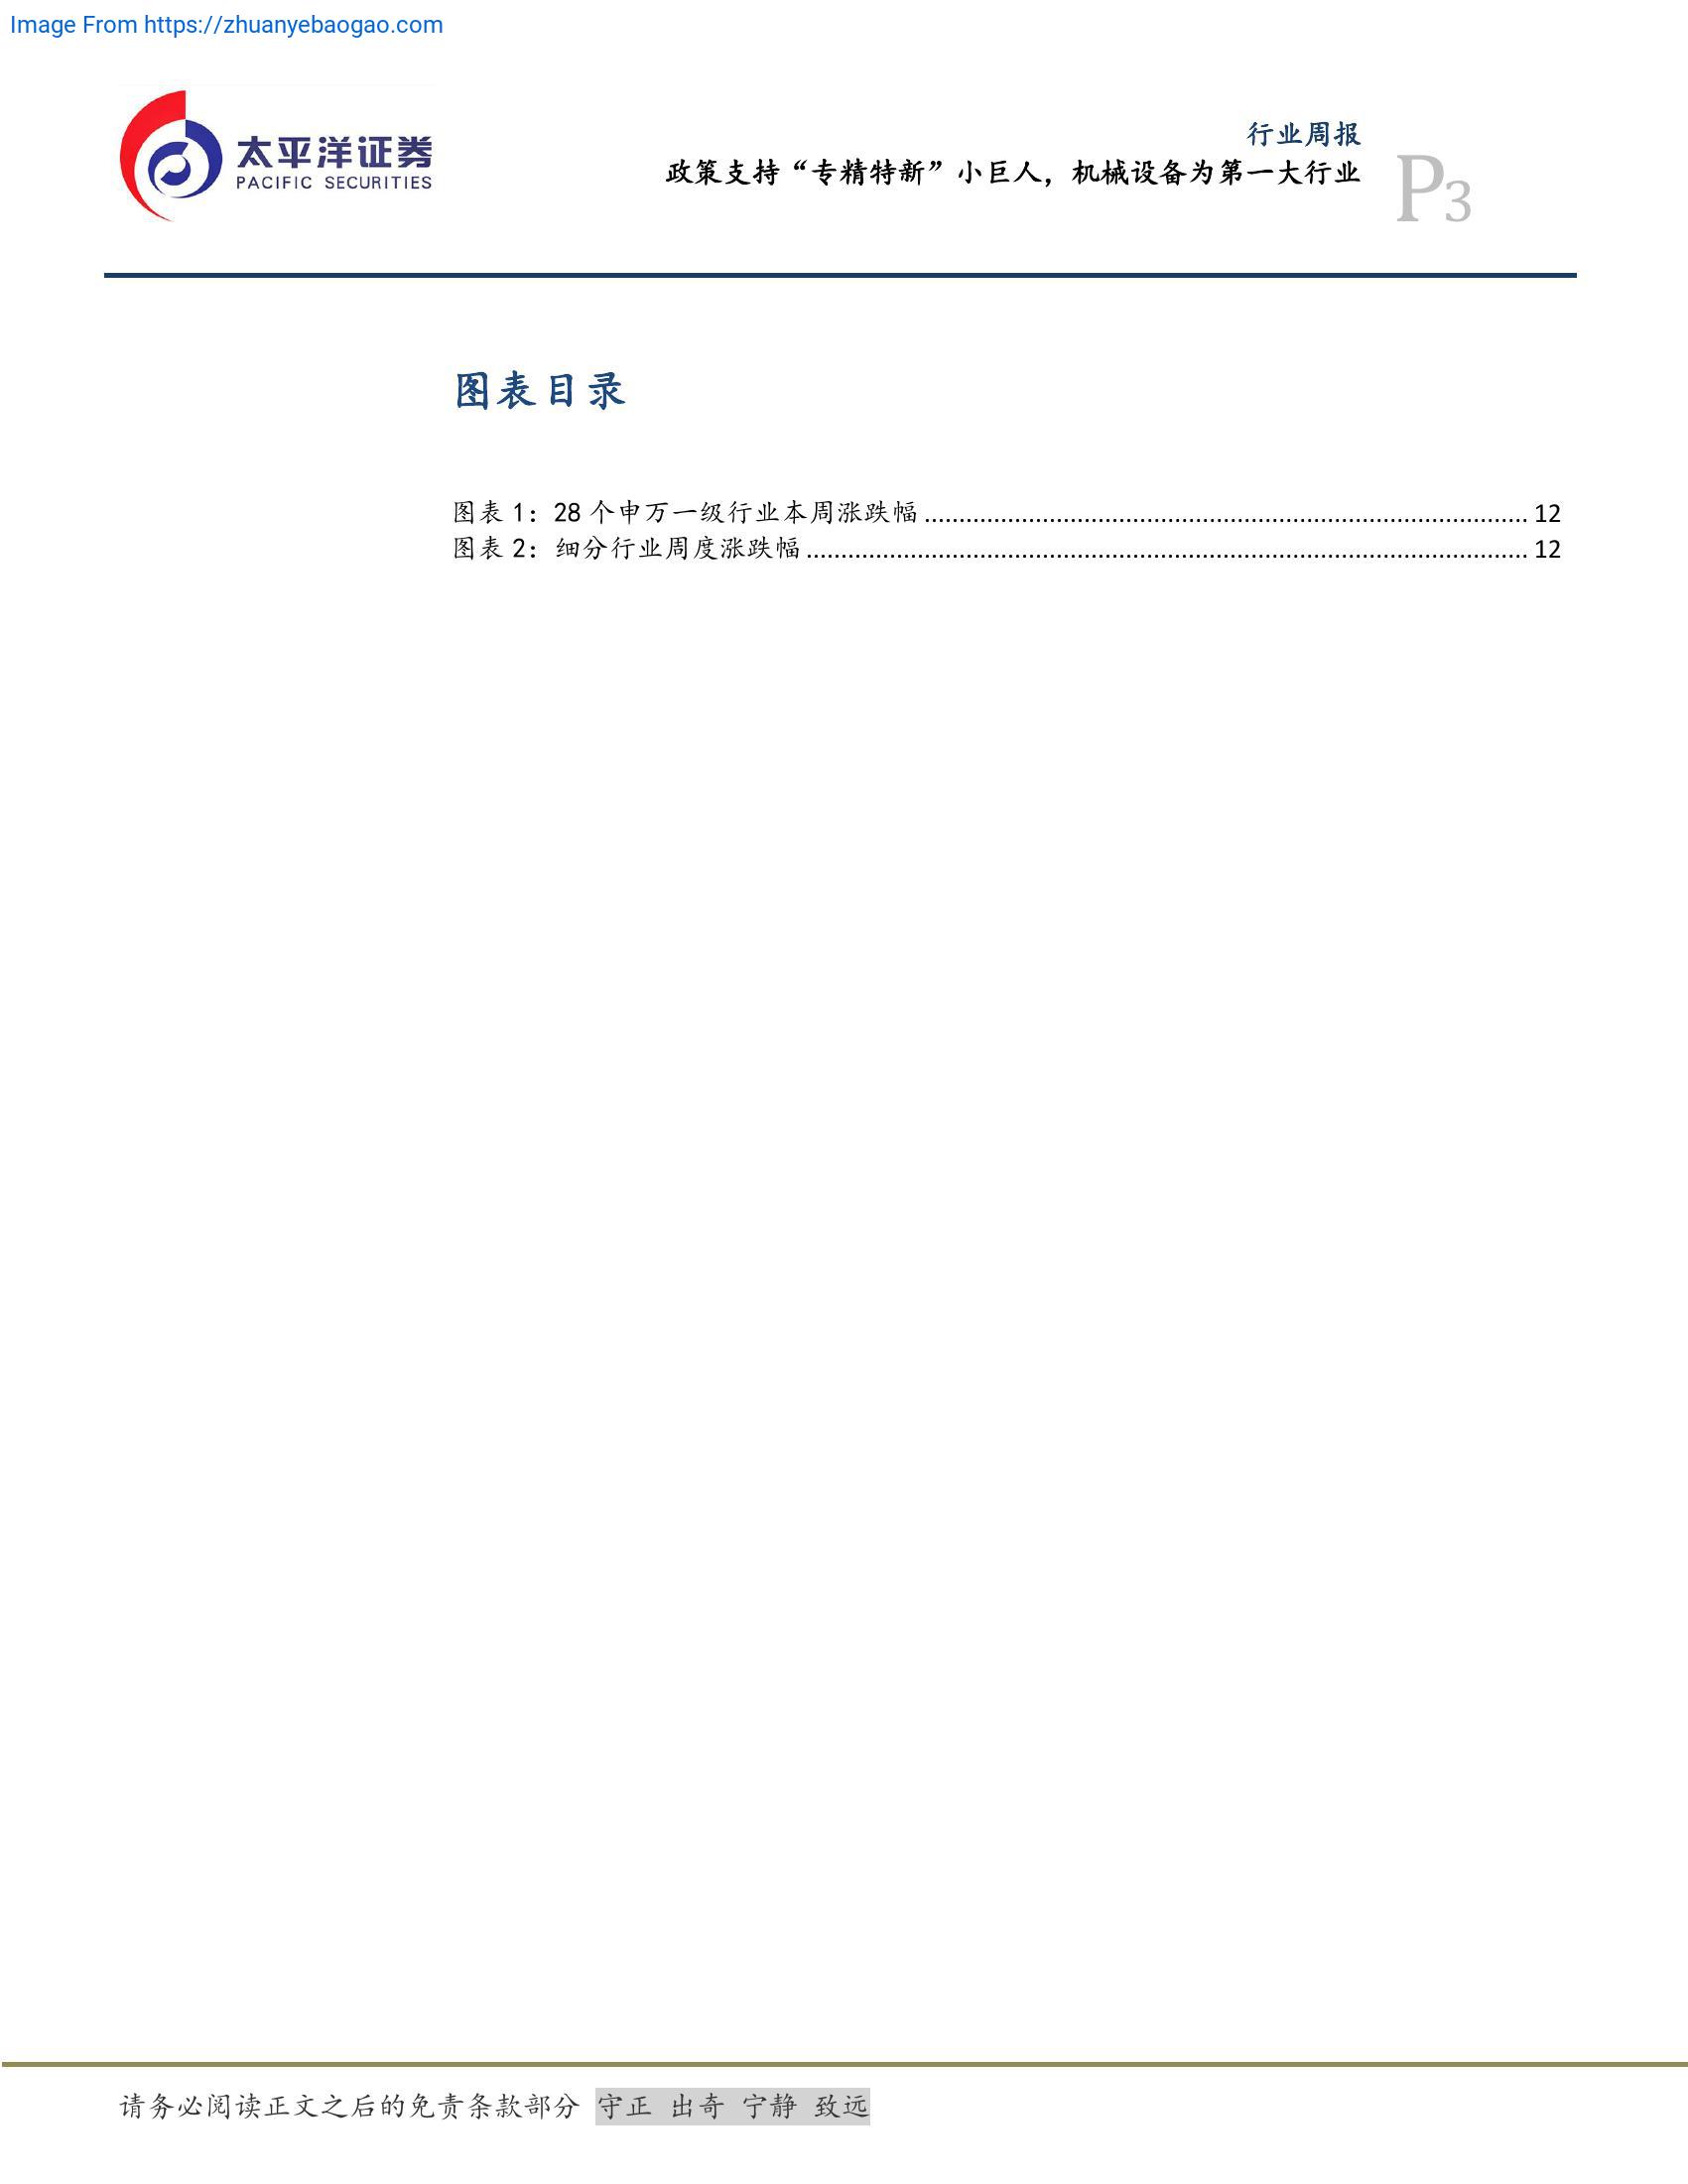 Image From https://zhuanyebaogao.com
太平洋证券
PACIFIC SECURITIES
行业周报
政策支持“专精特新”小巨人，机械设备为第一大行业
P3
图表目录
图表 1：28 个申万一级行业本周涨跌幅 ........................................................................................ 12
图表 2：细分行业周度涨跌幅 ......................................................................................................... 12
请务必阅读正文之后的免责条款部分 守正 出奇 宁静 致远